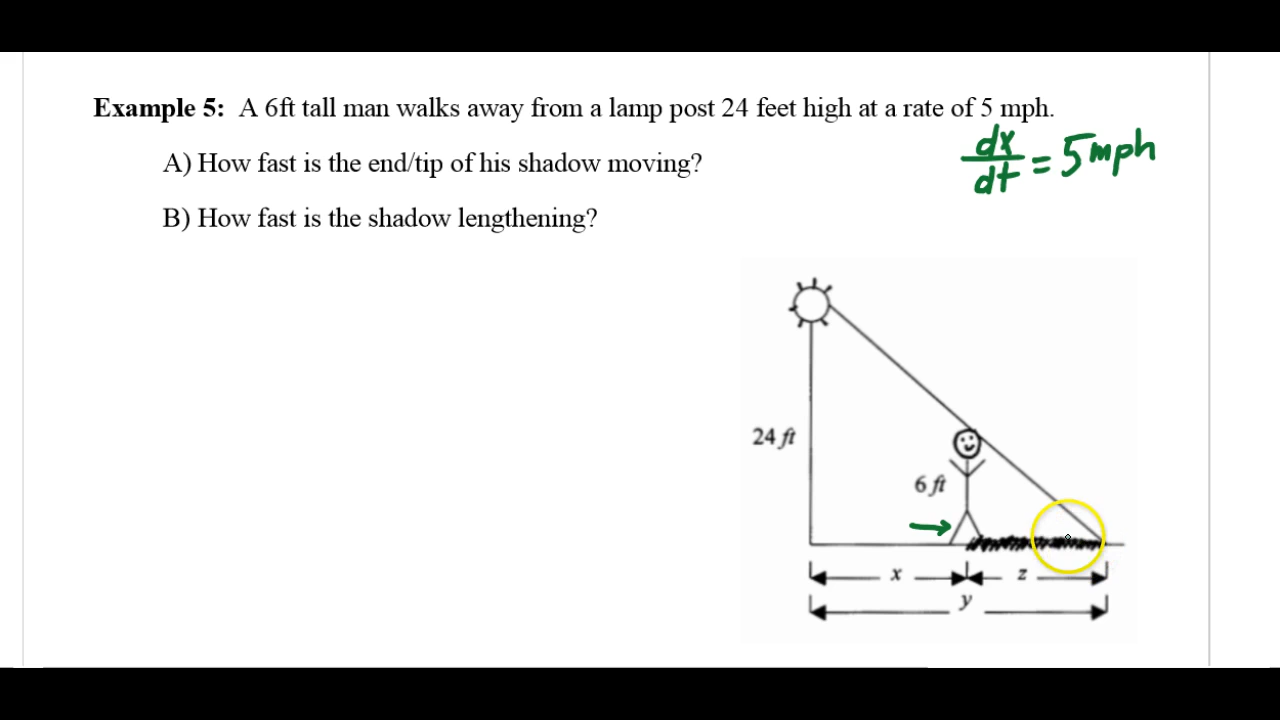 Example 5: A 6ft tall man walks away from a lamp post 24 feet high at a rate of 5 mph.
dx/dt = 5mph
A) How fast is the end/tip of his shadow moving?
B) How fast is the shadow lengthening?
24 ft
6 ft
x
z
y